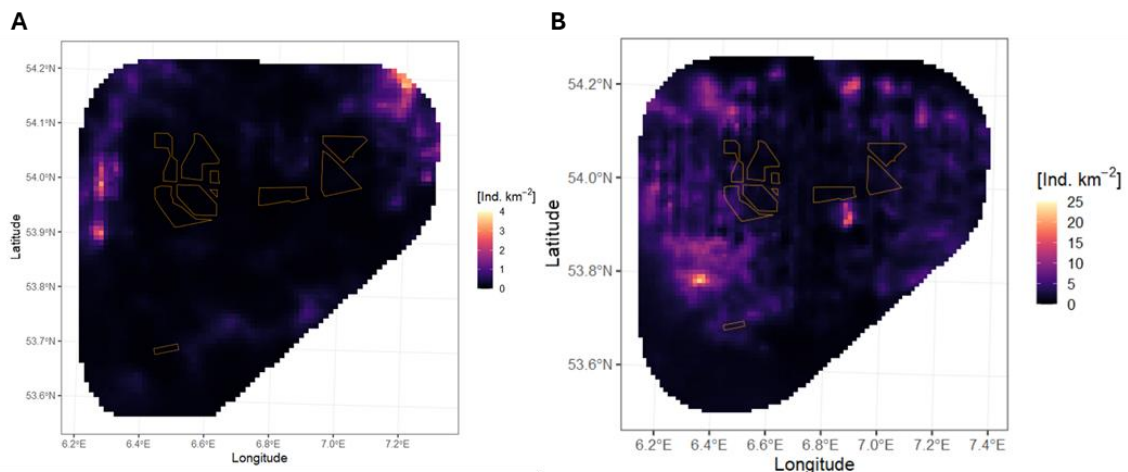 A
54.2°N
54.1°N
54.0°N
53.9°N
53.8°N
53.7°N
53.6°N
Latitude
6.2°E 6.4°E 6.6°E 6.8°E 7.0°E 7.2°E
Longitude
[Ind. km⁻²]
4
3
2
1
0
B
54.2°N
54.0°N
53.8°N
53.6°N
Latitude
6.2°E 6.4°E 6.6°E 6.8°E 7.0°E 7.2°E 7.4°E
Longitude
[Ind. km⁻²]
25
20
15
10
5
0